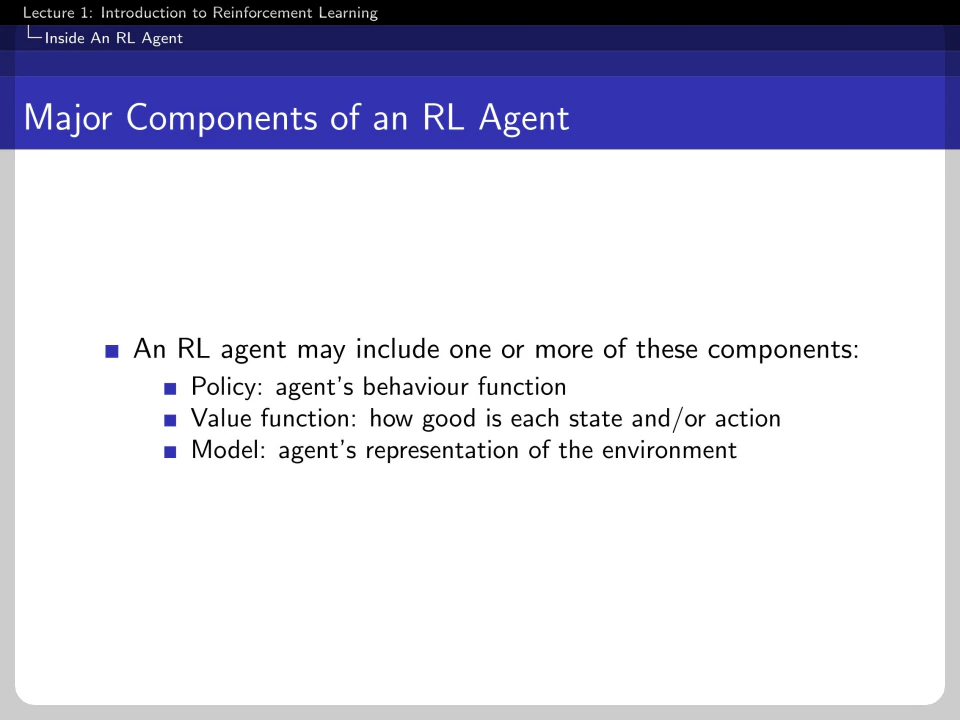 Lecture 1: Introduction to Reinforcement Learning
Inside An RL Agent
Major Components of an RL Agent
An RL agent may include one or more of these components:
Policy: agent's behaviour function
Value function: how good is each state and/or action
Model: agent's representation of the environment